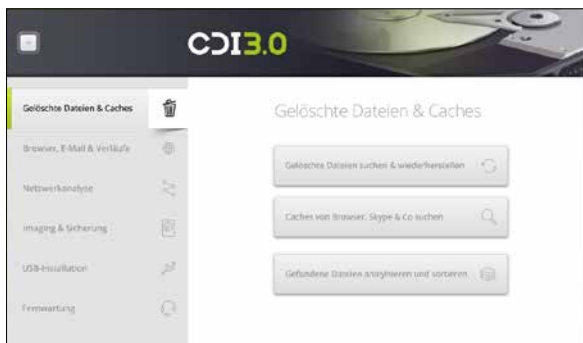 CDI3.0
Gelöschte Dateien & Caches
Browser, E-Mail & Verläufe
Netzwerkanalyse
Imaging & Sicherung
USB-Installation
Fernwartung
Gelöschte Dateien & Caches
Gelöschte Dateien suchen & wiederherstellen
Caches von Browser, Skype & Co suchen
Gefundene Dateien analysieren und sortieren